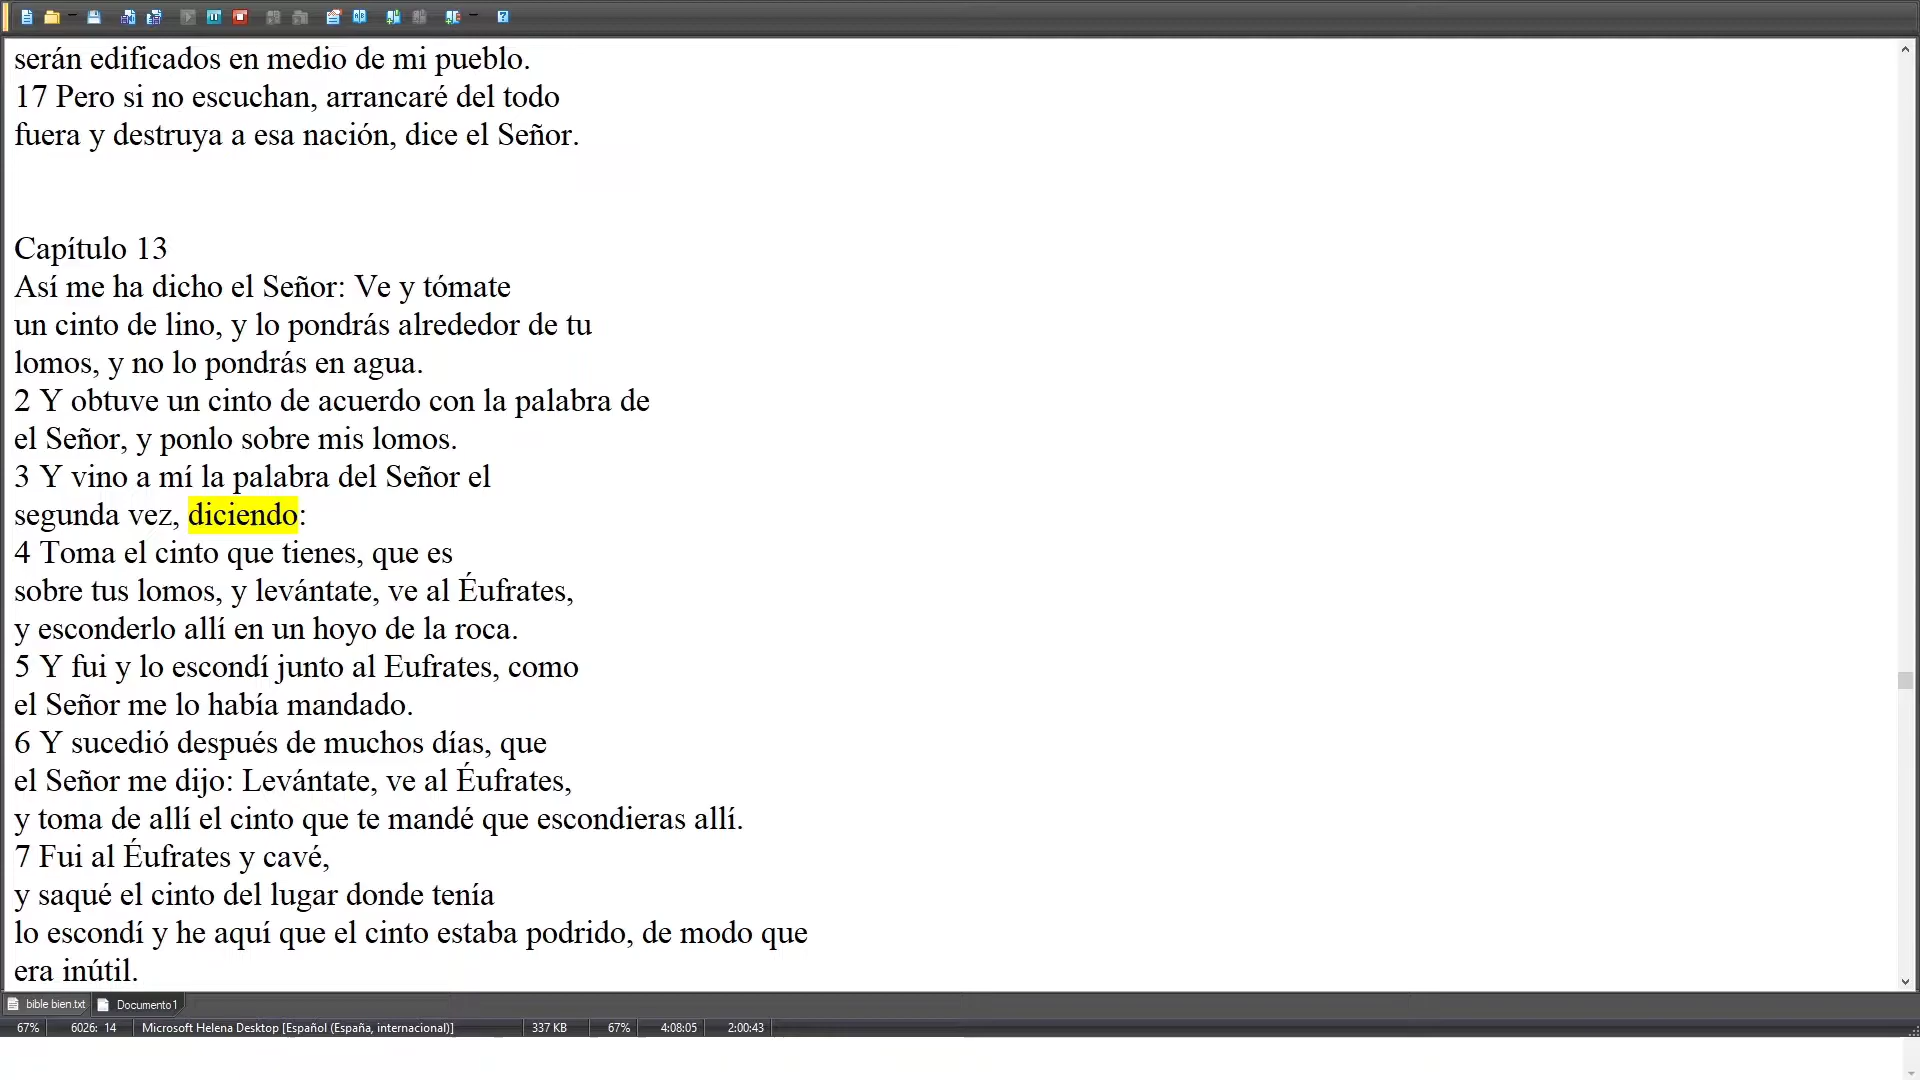 serán edificados en medio de mi pueblo.
17 Pero si no escuchan, arrancaré del todo
fuera y destruya a esa nación, dice el Señor.
Capítulo 13
Así me ha dicho el Señor: Ve y tómate
un cinto de lino, y lo pondrás alrededor de tu
lomos, y no lo pondrás en agua.
2 Y obtuve un cinto de acuerdo con la palabra de
el Señor, y ponlo sobre mis lomos.
3 Y vino a mí la palabra del Señor el
segunda vez, diciendo:
4 Toma el cinto que tienes, que es
sobre tus lomos, y levántate, ve al Éufrates,
y esconderlo allí en un hoyo de la roca.
5 Y fui y lo escondí junto al Eufrates, como
el Señor me lo había mandado.
6 Y sucedió después de muchos días, que
el Señor me dijo: Levántate, ve al Éufrates,
y toma de allí el cinto que te mandé que escondieras allí.
7 Fui al Éufrates y cavé,
y saqué el cinto del lugar donde tenía
lo escondí y he aquí que el cinto estaba podrido, de modo que
era inútil.
bible bien.txt Documento1
67% 6026: 14 Microsoft Helena Desktop [Español (España, internacional)] 337 KB 67% 4:08:05 2:00:43